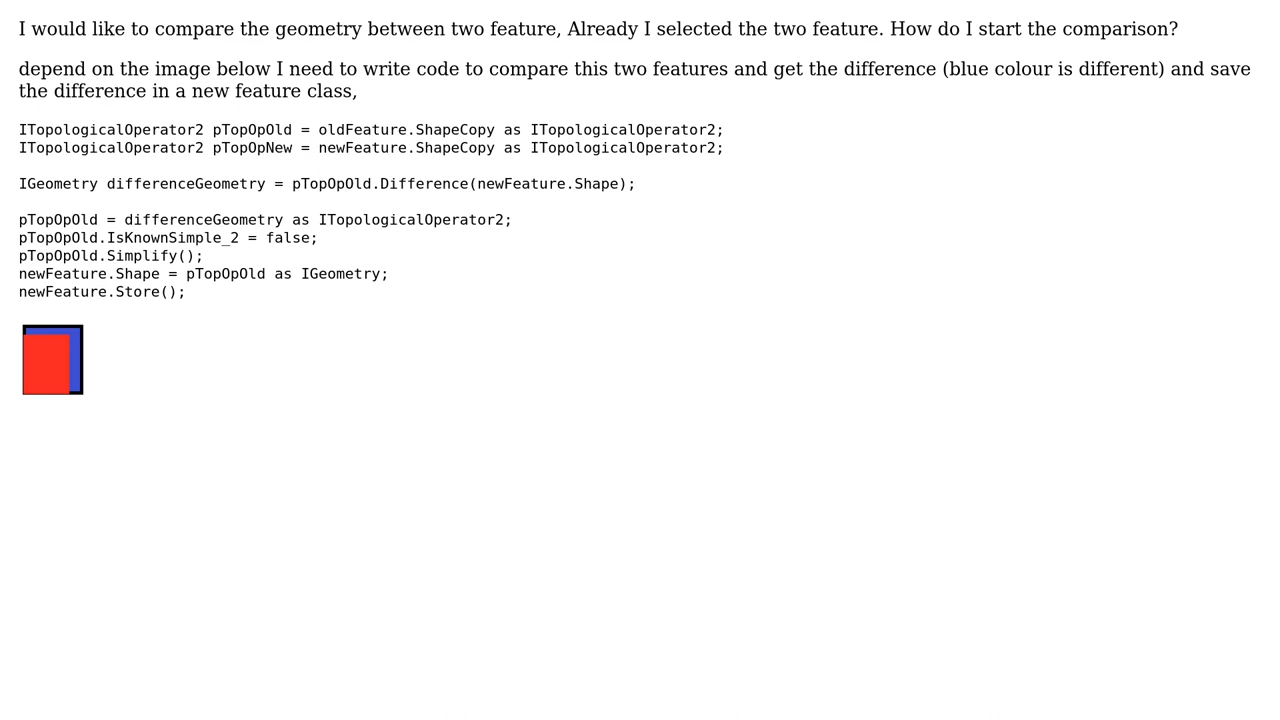 I would like to compare the geometry between two feature, Already I selected the two feature. How do I start the comparison?
depend on the image below I need to write code to compare this two features and get the difference (blue colour is different) and save
the difference in a new feature class,
ITopologicalOperator2 pTopOpOld = oldFeature.ShapeCopy as ITopologicalOperator2;
ITopologicalOperator2 pTopOpNew = newFeature.ShapeCopy as ITopologicalOperator2;
IGeometry differenceGeometry = pTopOpOld.Difference(newFeature.Shape);
pTopOpOld = differenceGeometry as ITopologicalOperator2;
pTopOpOld.IsKnownSimple_2 = false;
pTopOpOld.Simplify();
newFeature.Shape = pTopOpOld as IGeometry;
newFeature.Store();